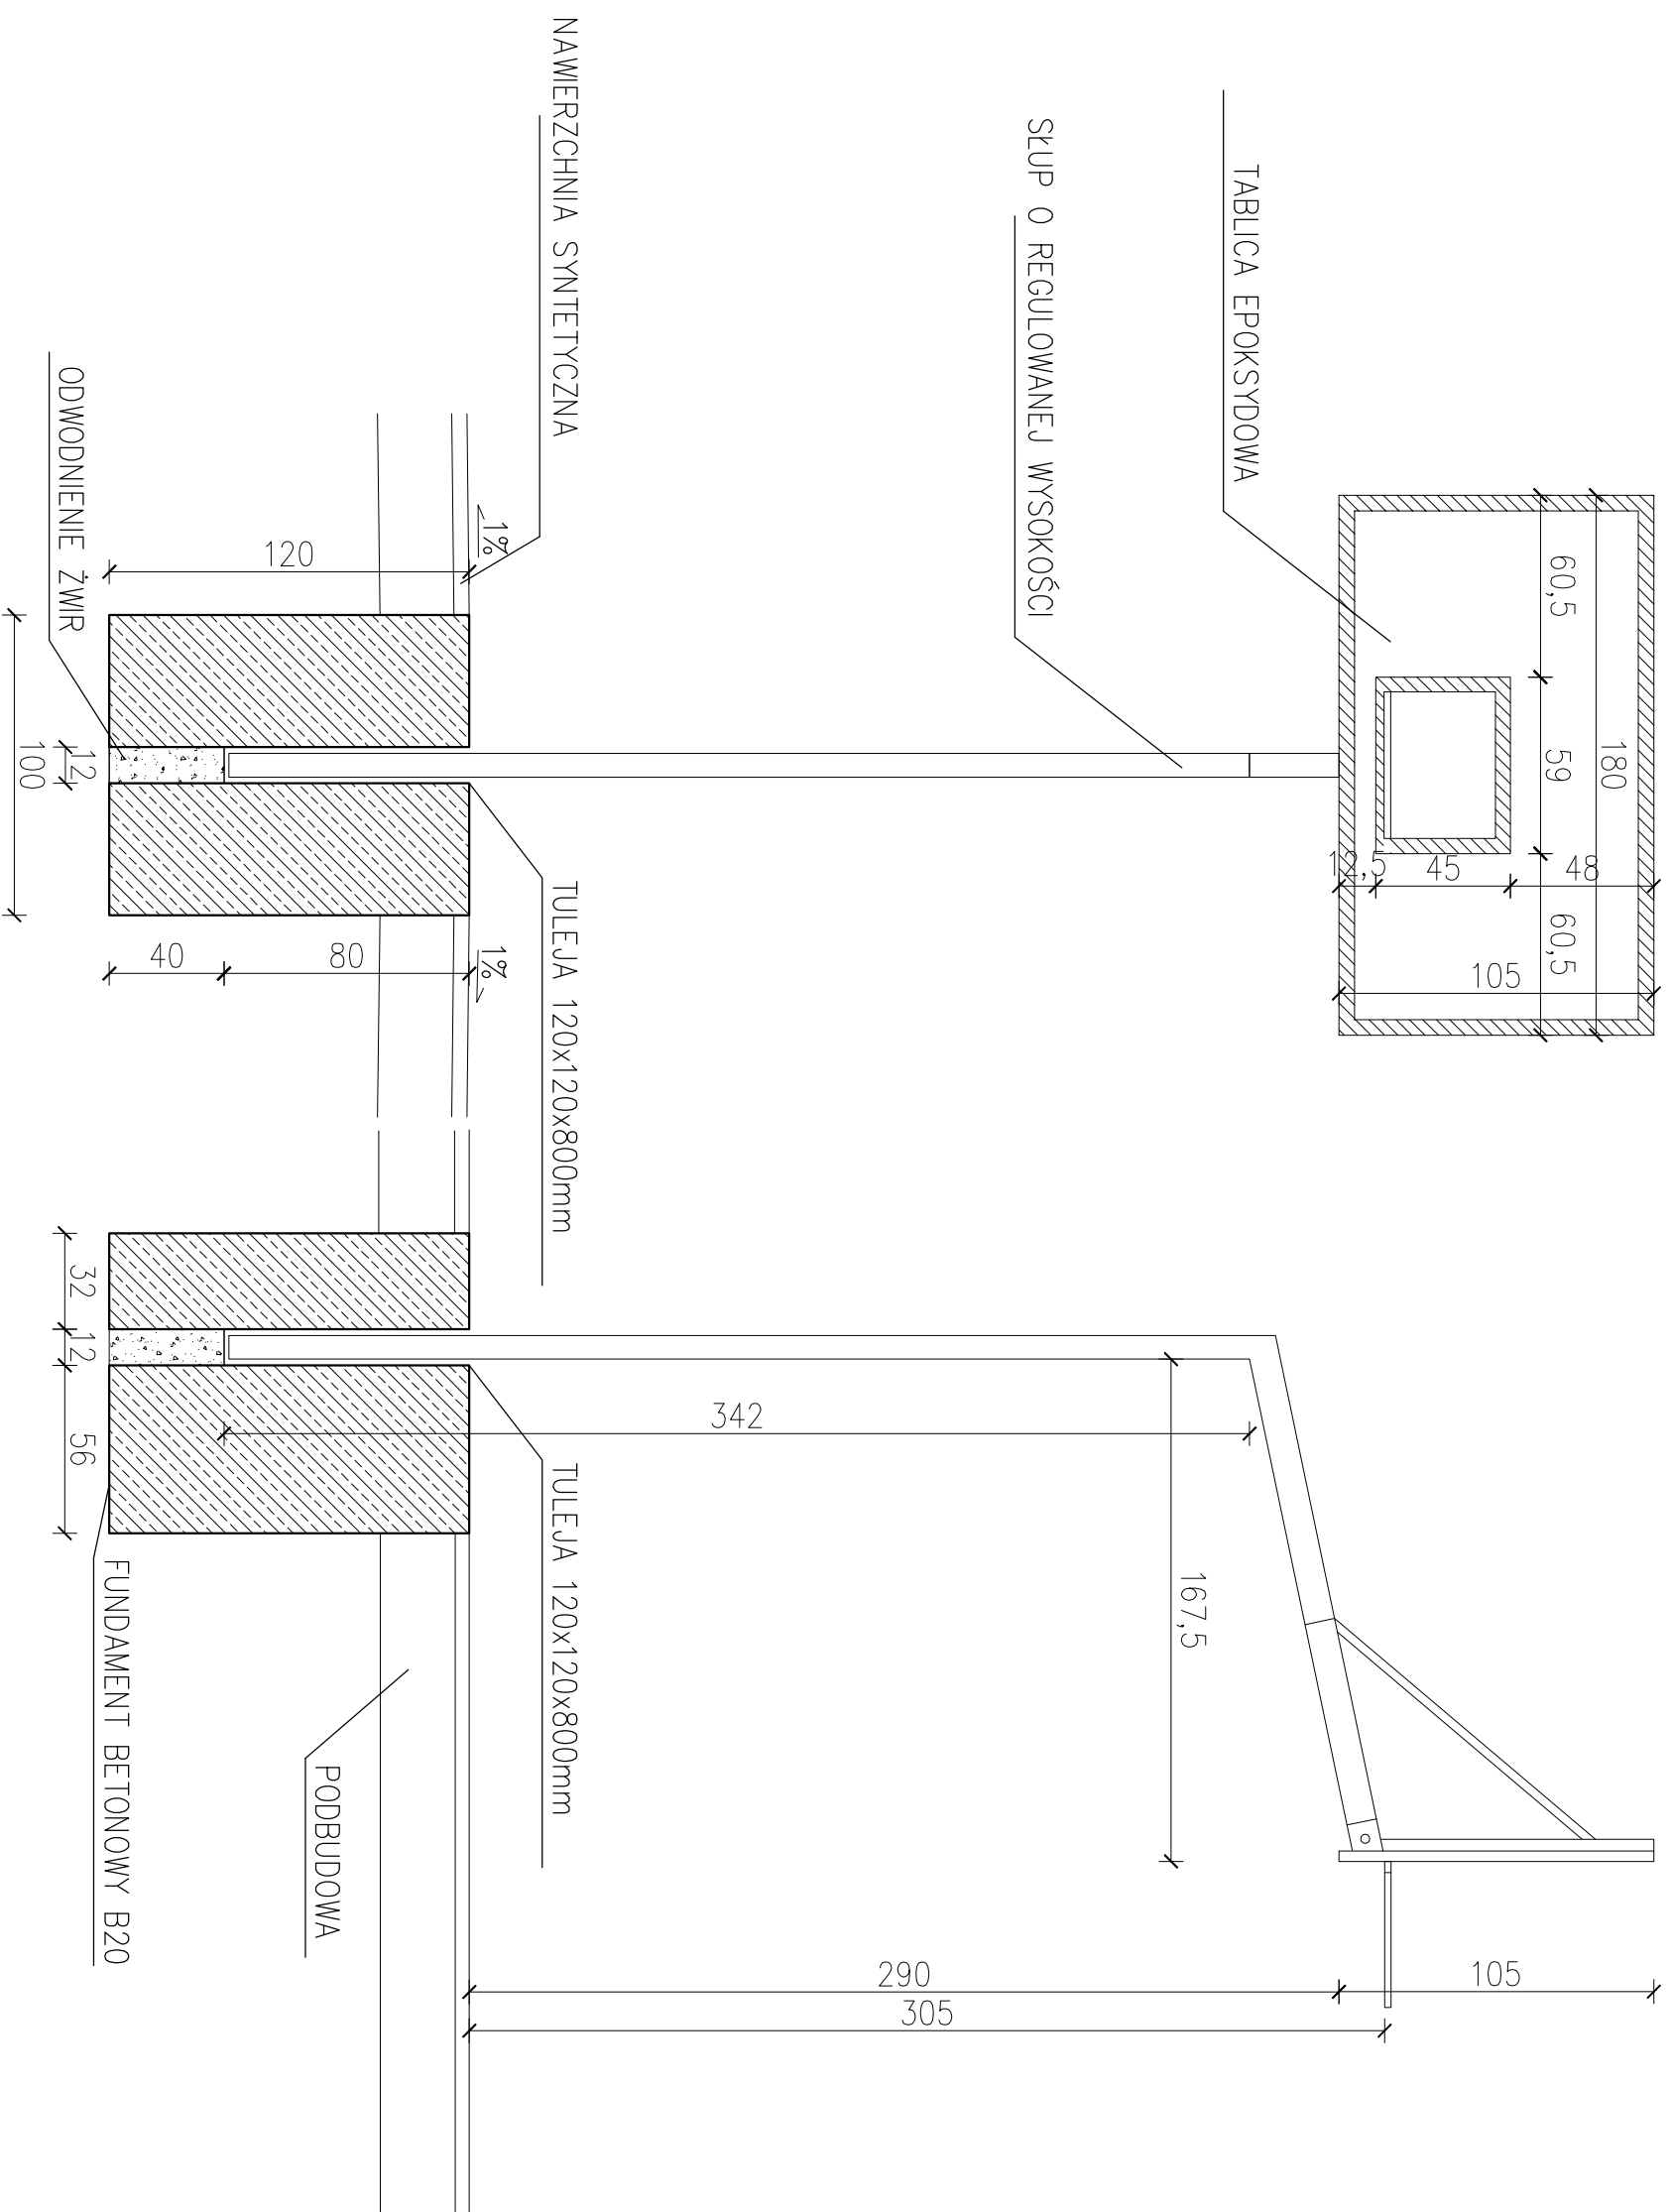 180
60,5
59
60,5
48
45
12,5
105
TABLICA EPOKSYDOWA
SŁUP O REGULOWANEJ WYSOKOŚCI
NAWIERZCHNIA SYNTETYCZNA
1%
1%
TULEJA 120x120x800mm
120
80
40
ODWODNIENIE ŻWIR
12
100
105
290
305
167,5
342
TULEJA 120x120x800mm
PODBUDOWA
FUNDAMENT BETONOWY B20
32
12
56